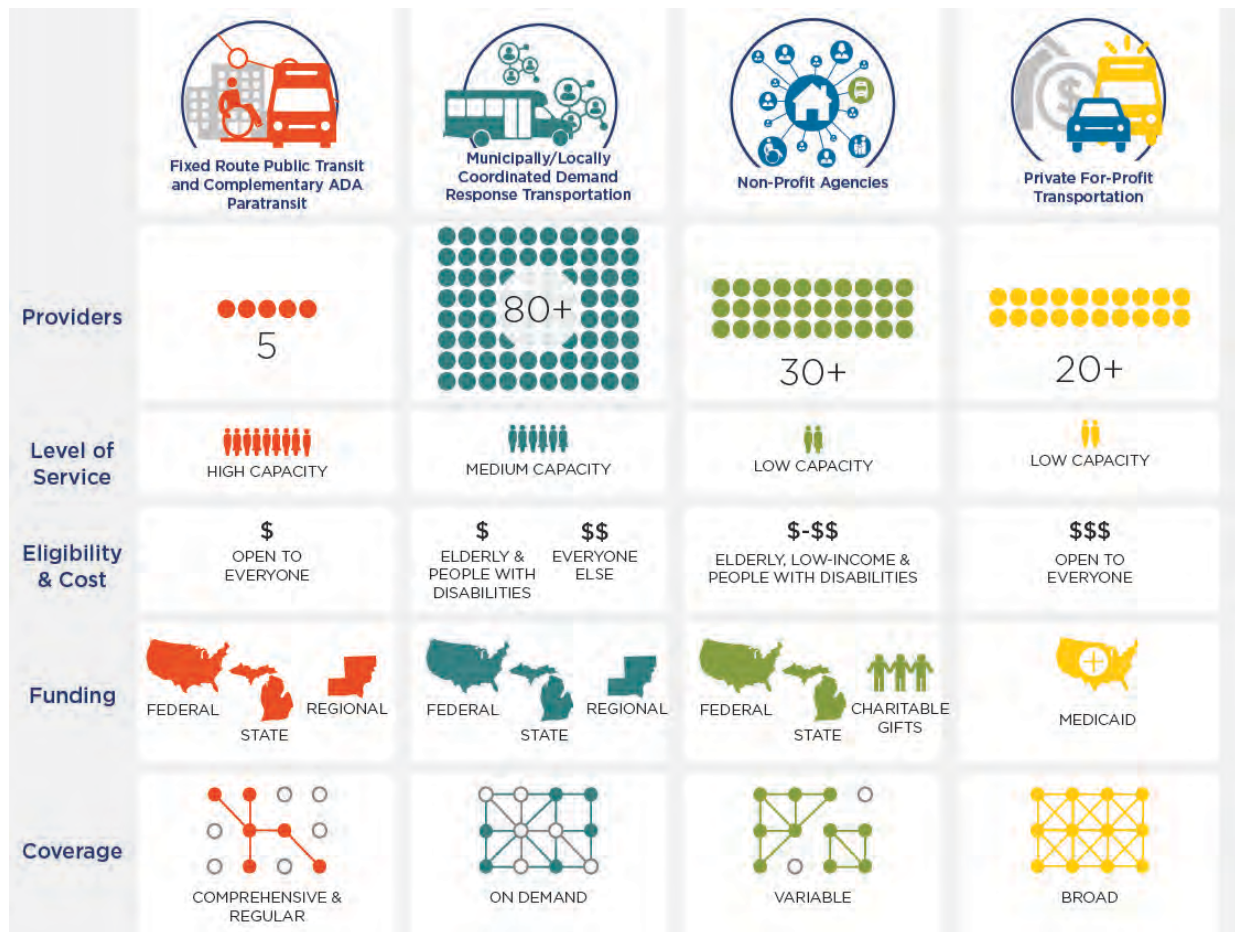 Fixed Route Public Transit
and Complementary ADA
Paratransit
Municipally/Locally
Coordinated Demand
Response Transportation
Non-Profit Agencies
Private For-Profit
Transportation
Providers
5
80+
30+
20+
Level of
Service
HIGH CAPACITY
MEDIUM CAPACITY
LOW CAPACITY
LOW CAPACITY
Eligibility
& Cost
$
OPEN TO
EVERYONE
$
ELDERLY &
PEOPLE WITH
DISABILITIES
$$
EVERYONE
ELSE
$-$$
ELDERLY, LOW-INCOME &
PEOPLE WITH DISABILITIES
$$$
OPEN TO
EVERYONE
Funding
FEDERAL
STATE
REGIONAL
FEDERAL
STATE
REGIONAL
FEDERAL
STATE
CHARITABLE
GIFTS
MEDICAID
Coverage
COMPREHENSIVE &
REGULAR
ON DEMAND
VARIABLE
BROAD